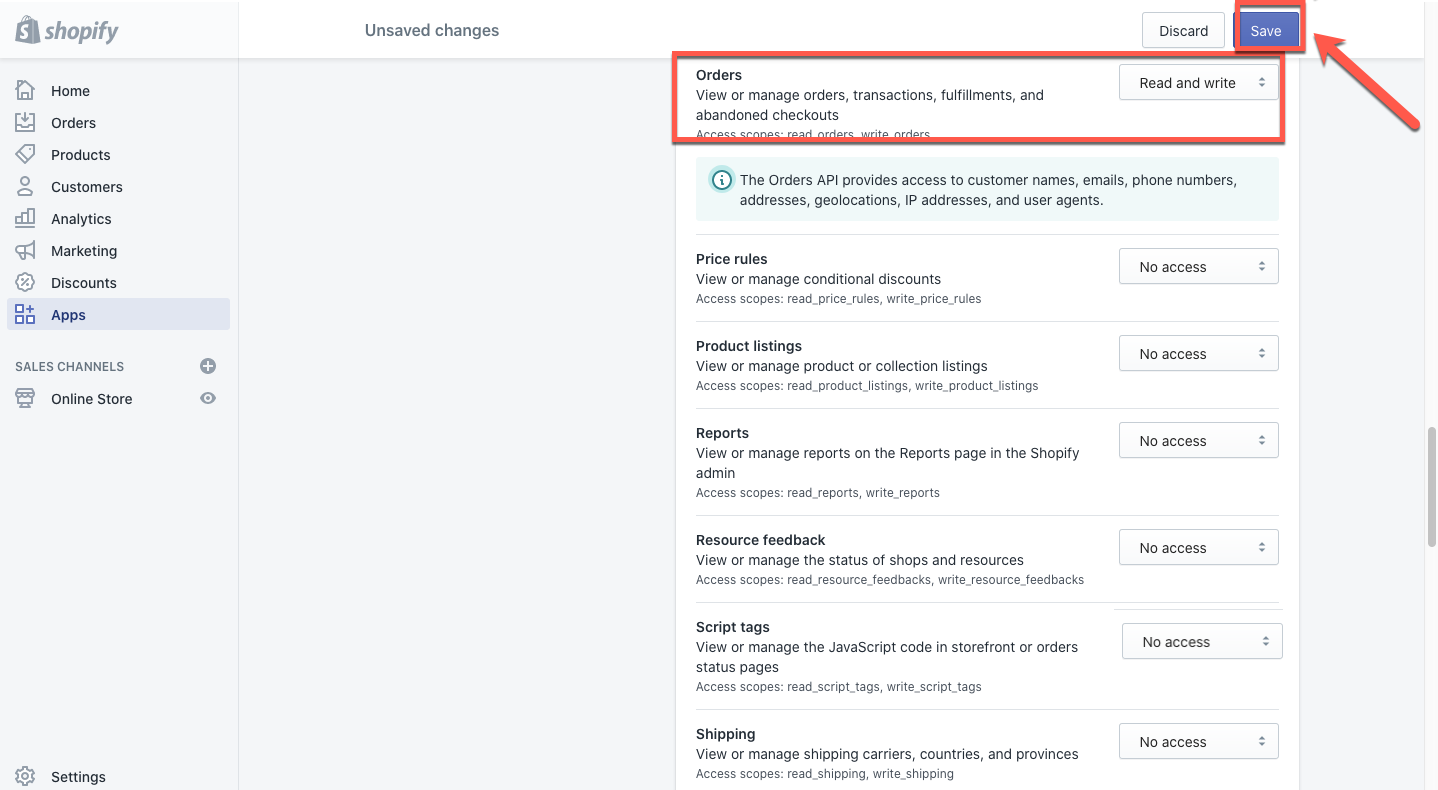 shopify
Unsaved changes
Discard
Save
Home
Orders
Products
Customers
Analytics
Marketing
Discounts
Apps
SALES CHANNELS
Online Store
Settings
Orders
Read and write
View or manage orders, transactions, fulfillments, and
abandoned checkouts
Access scopes: read_orders, write_orders
The Orders API provides access to customer names, emails, phone numbers,
addresses, geolocations, IP addresses, and user agents.
Price rules
No access
View or manage conditional discounts
Access scopes: read_price_rules, write_price_rules
Product listings
No access
View or manage product or collection listings
Access scopes: read_product_listings, write_product_listings
Reports
No access
View or manage reports on the Reports page in the Shopify
admin
Access scopes: read_reports, write_reports
Resource feedback
No access
View or manage the status of shops and resources
Access scopes: read_resource_feedbacks, write_resource_feedbacks
Script tags
No access
View or manage the JavaScript code in storefront or orders
status pages
Access scopes: read_script_tags, write_script_tags
Shipping
No access
View or manage shipping carriers, countries, and provinces
Access scopes: read_shipping, write_shipping